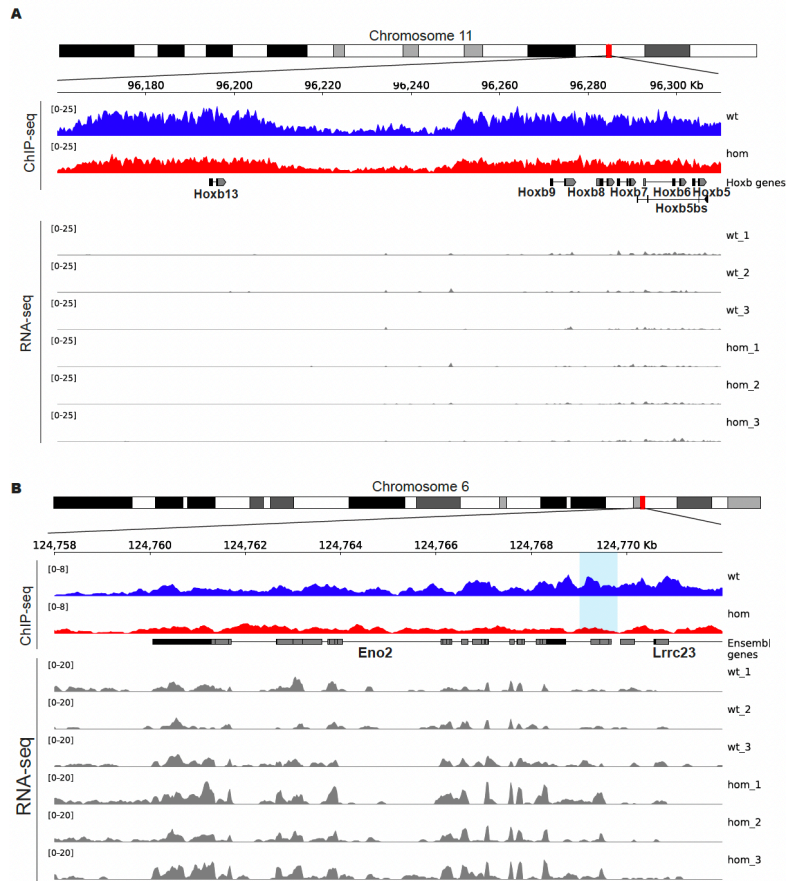 A
Chromosome 11
96,180 96,200 96,220 96,240 96,260 96,280 96,300 Kb
ChIP-seq
[0-25]
wt
[0-25]
hom
Hoxb genes
Hoxb13 Hoxb9 Hoxb8 Hoxb7 Hoxb6 Hoxb5
Hoxb5bs
RNA-seq
[0-25]
wt_1
[0-25]
wt_2
[0-25]
wt_3
[0-25]
hom_1
[0-25]
hom_2
[0-25]
hom_3
B
Chromosome 6
124,758 124,760 124,762 124,764 124,766 124,768 124,770 Kb
ChIP-seq
[0-8]
wt
[0-8]
hom
Ensembl
genes
Eno2 Lrrc23
RNA-seq
[0-20]
wt_1
[0-20]
wt_2
[0-20]
wt_3
[0-20]
hom_1
[0-20]
hom_2
[0-20]
hom_3